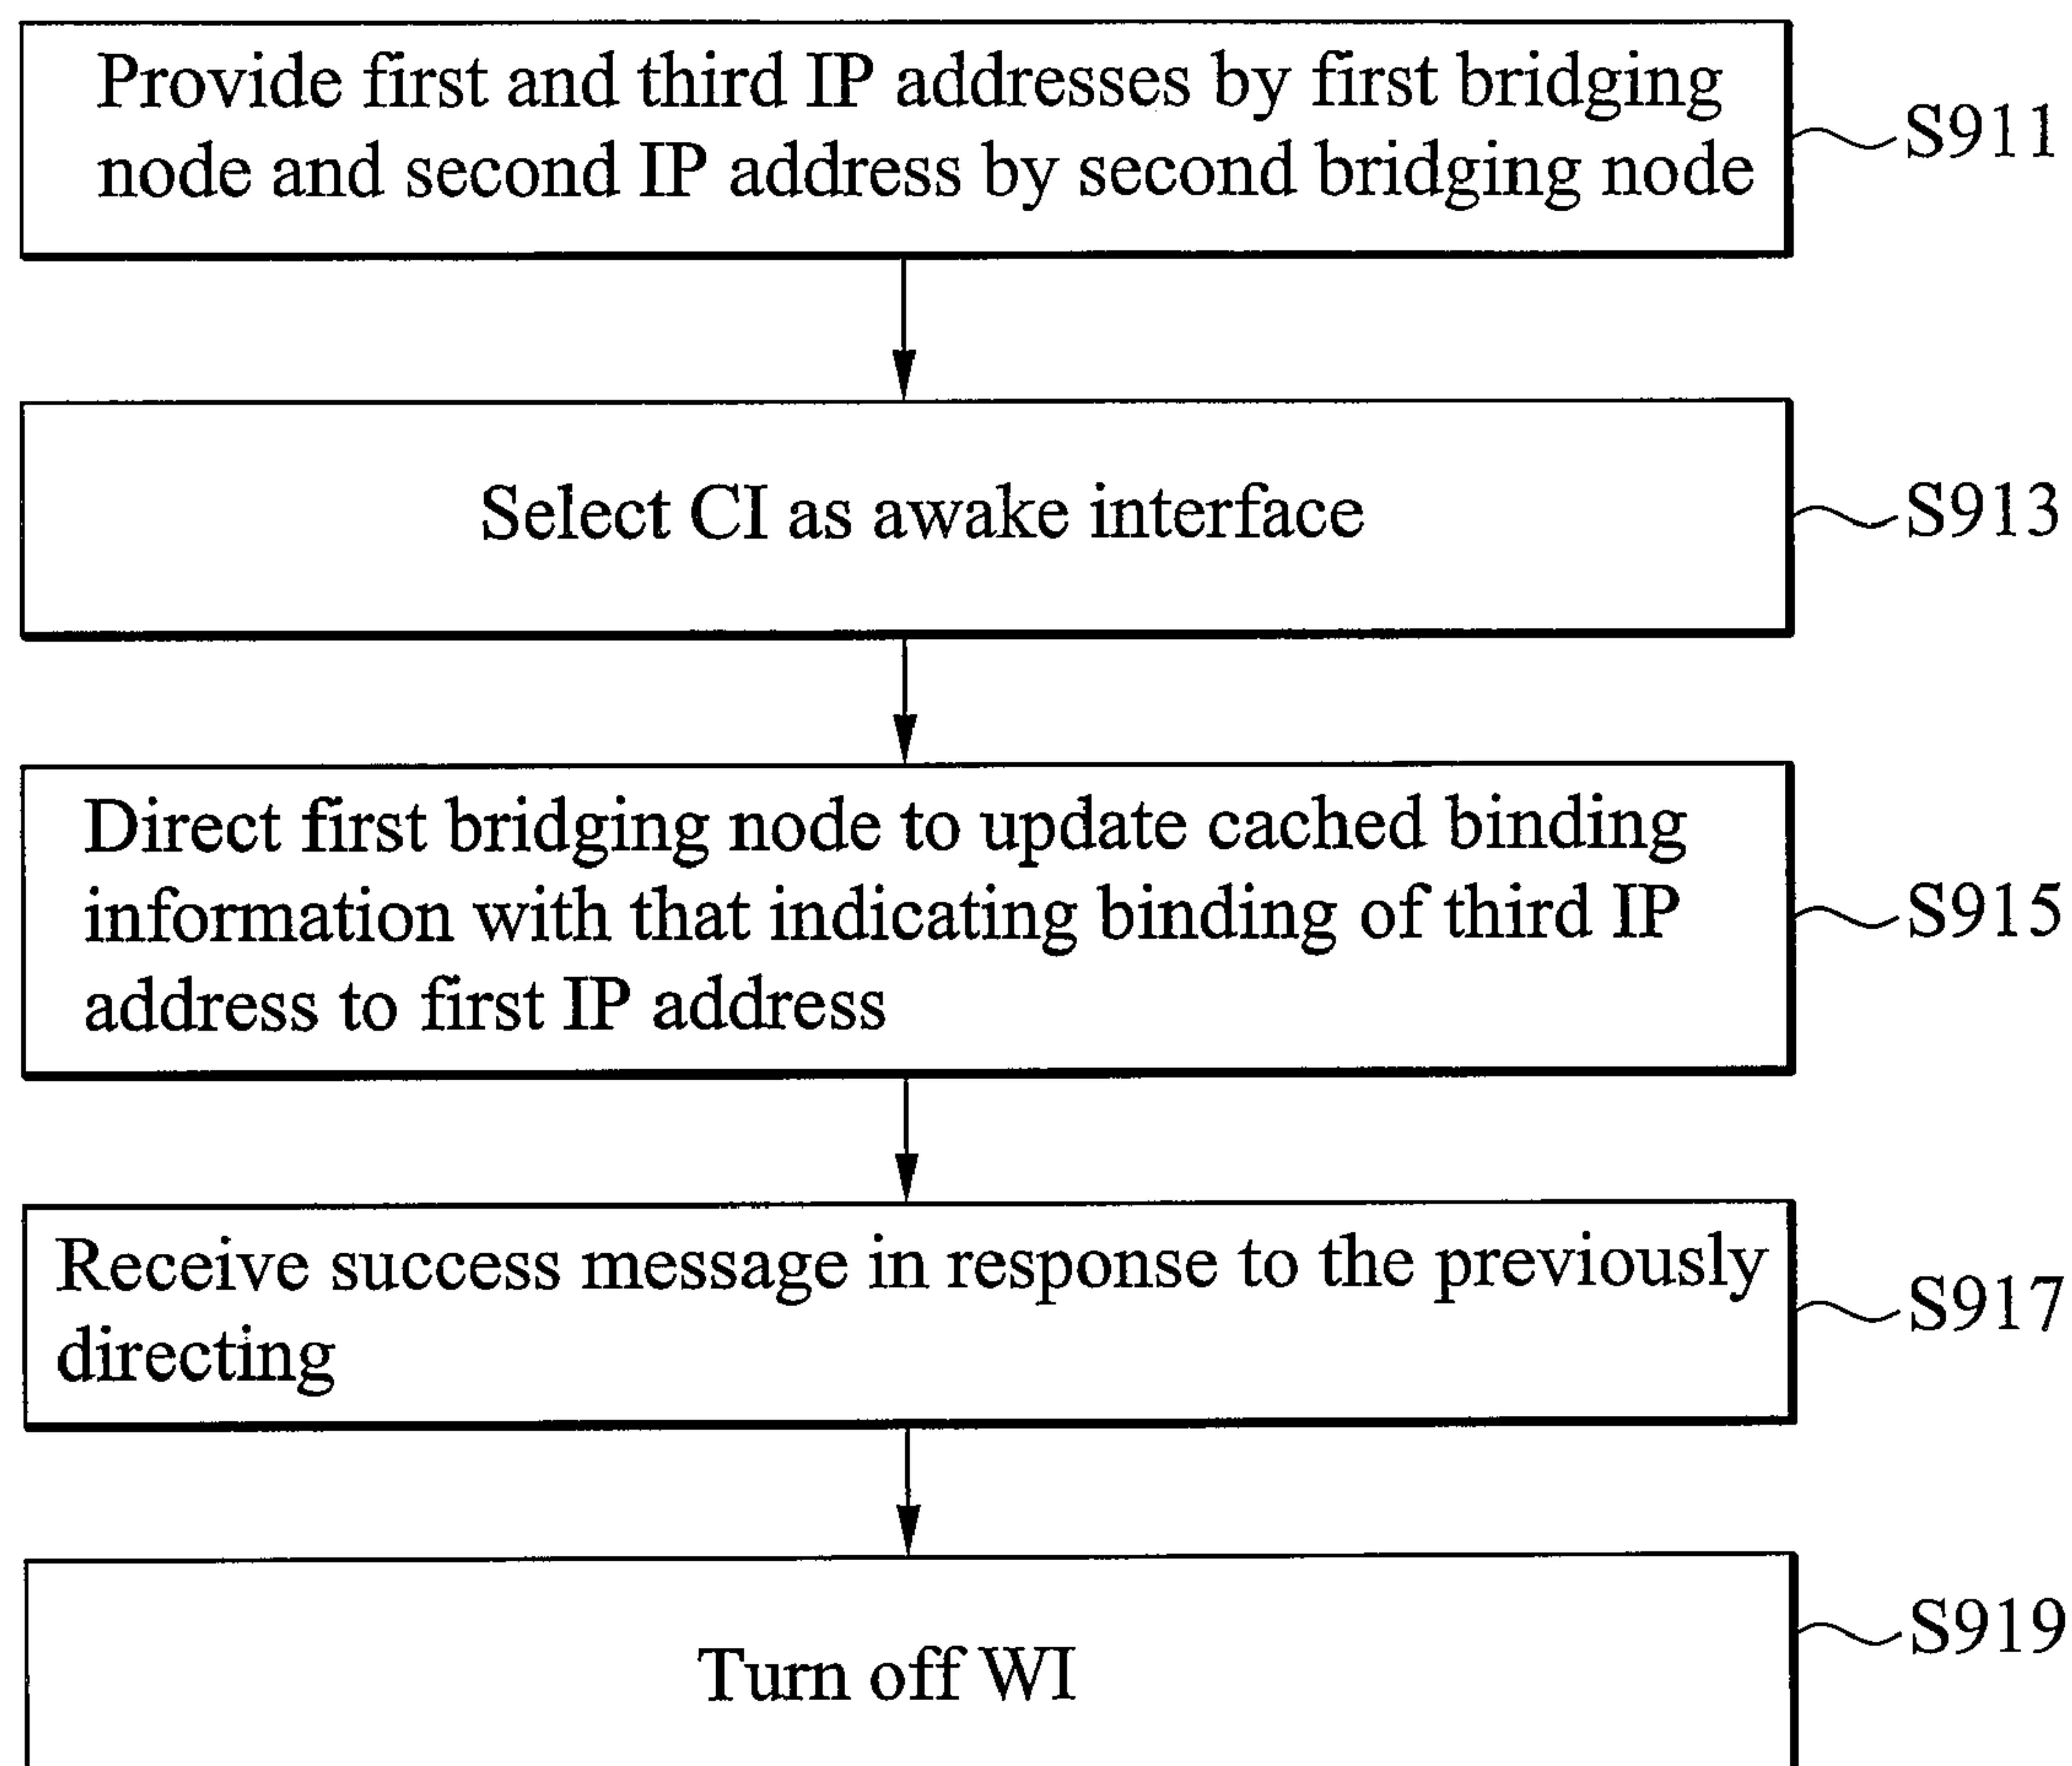 Provide first and third IP addresses by first bridging
node and second IP address by second bridging node
S911
Select CI as awake interface
S913
Direct first bridging node to update cached binding
information with that indicating binding of third IP
address to first IP address
S915
Receive success message in response to the previously
directing
S917
Turn off WI
S919